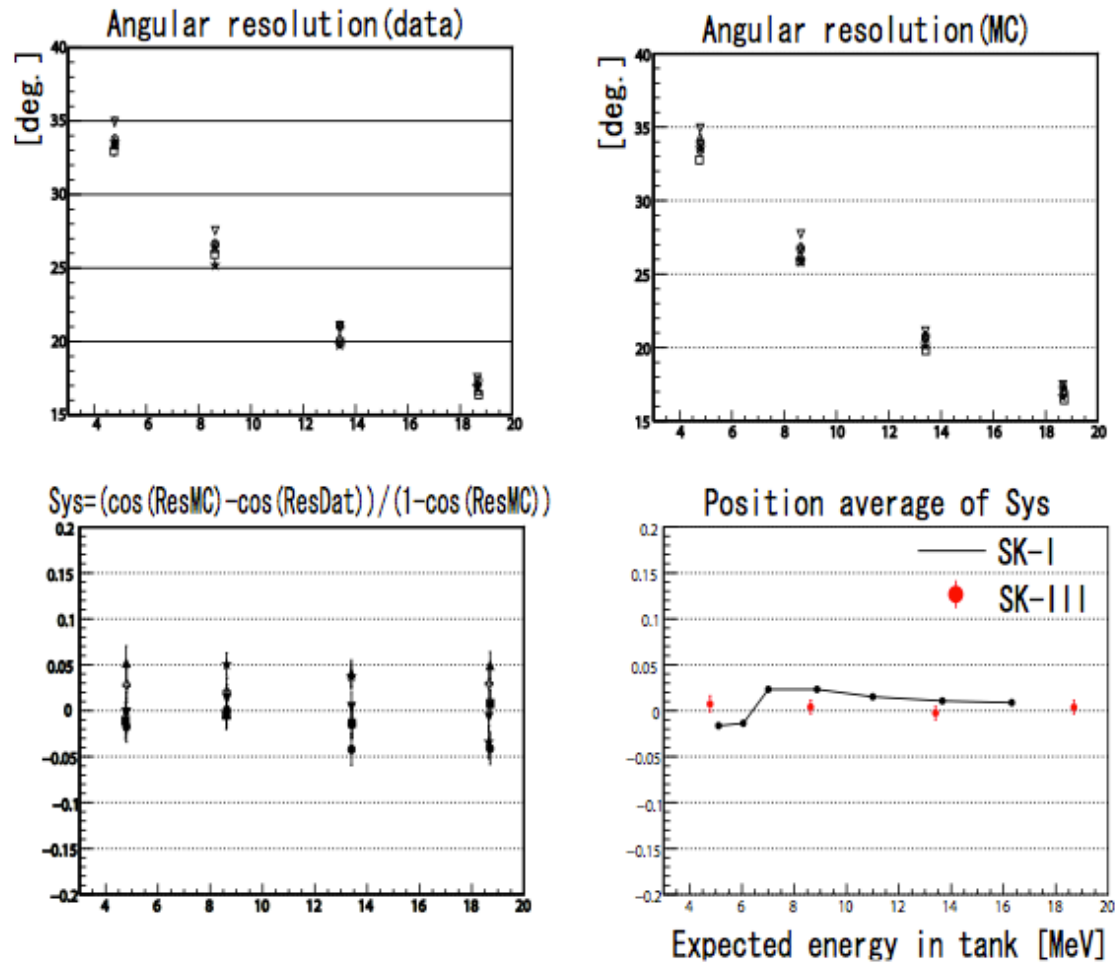 Angular resolution(data)
[deg.]
40
35
30
25
20
15
4 6 8 10 12 14 16 18 20
Angular resolution(MC)
[deg.]
40
35
30
25
20
15
4 6 8 10 12 14 16 18 20
Sys=(cos(ResMC)-cos(ResDat))/(1-cos(ResMC))
0.2
0.15
0.1
0.05
0
-0.05
-0.1
-0.15
-0.2
4 6 8 10 12 14 16 18 20
Position average of Sys
SK-I
SK-III
0.2
0.15
0.1
0.05
0
-0.05
-0.1
-0.15
-0.2
4 6 8 10 12 14 16 18 20
Expected energy in tank [MeV]